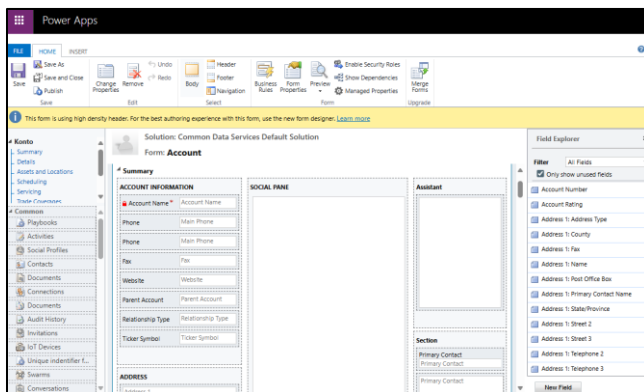 Power Apps
FILE HOME INSERT
Save
Save As
Save and Close
Publish
Save
Change Properties
Remove
Undo
Redo
Edit
Body
Header
Footer
Navigation
Select
Business Rules
Form Properties
Preview
Enable Security Roles
Show Dependencies
Managed Properties
Form
Merge Forms
Upgrade
This form is using high density header. For the best authoring experience with this form, use the new form designer. Learn more
Konto
Summary
Details
Assets and Locations
Scheduling
Servicing
Trade Coverages
Common
Playbooks
Activities
Social Profiles
Contacts
Documents
Connections
Documents
Audit History
Invitations
IoT Devices
Unique indentifier f...
Swarms
Conversations
Solution: Common Data Services Default Solution
Form: Account
Summary
ACCOUNT INFORMATION
Account Name * Account Name
Phone Main Phone
Phone Main Phone
Fax Fax
Website Website
Parent Account Parent Account
Relationship Type Relationship Type
Ticker Symbol Ticker Symbol
ADDRESS
SOCIAL PANE
Assistant
Section
Primary Contact
Primary Contact
Primary Contact
Field Explorer
Filter All Fields
Only show unused fields
Account Number
Account Rating
Address 1: Address Type
Address 1: County
Address 1: Fax
Address 1: Name
Address 1: Post Office Box
Address 1: Primary Contact Name
Address 1: State/Province
Address 1: Street 2
Address 1: Street 3
Address 1: Telephone 2
Address 1: Telephone 3
New Field